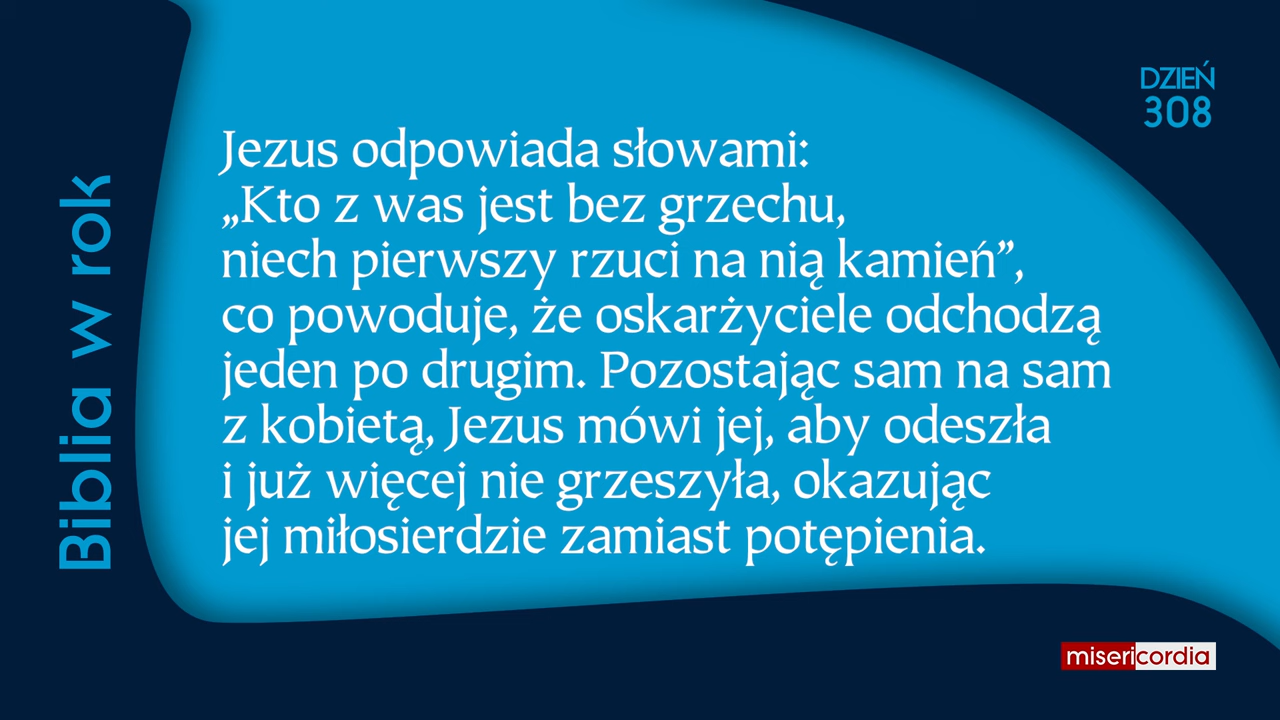 DZIEŃ
308
Biblia w rok
Jezus odpowiada słowami:
„Kto z was jest bez grzechu,
niech pierwszy rzuci na nią kamień”,
co powoduje, że oskarżyciele odchodzą
jeden po drugim. Pozostając sam na sam
z kobietą, Jezus mówi jej, aby odeszła
i już więcej nie grzeszyła, okazując
jej miłosierdzie zamiast potępienia.
misericordia